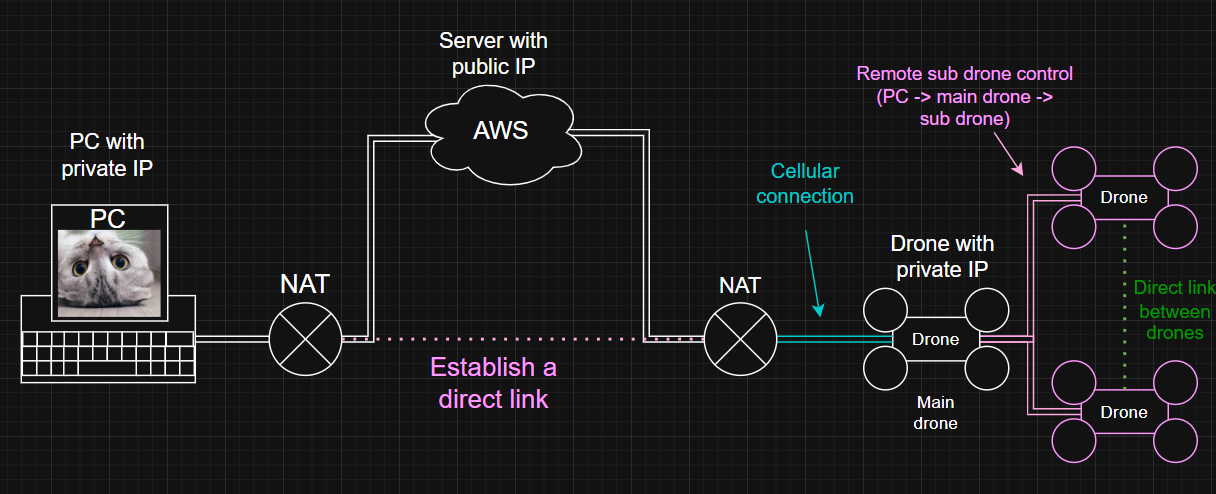 Server with
public IP
AWS
PC with
private IP
PC
NAT
Establish a
direct link
NAT
Cellular
connection
Drone with
private IP
Drone
Main
drone
Remote sub drone control
(PC -> main drone ->
sub drone)
Drone
Direct link
between
drones
Drone